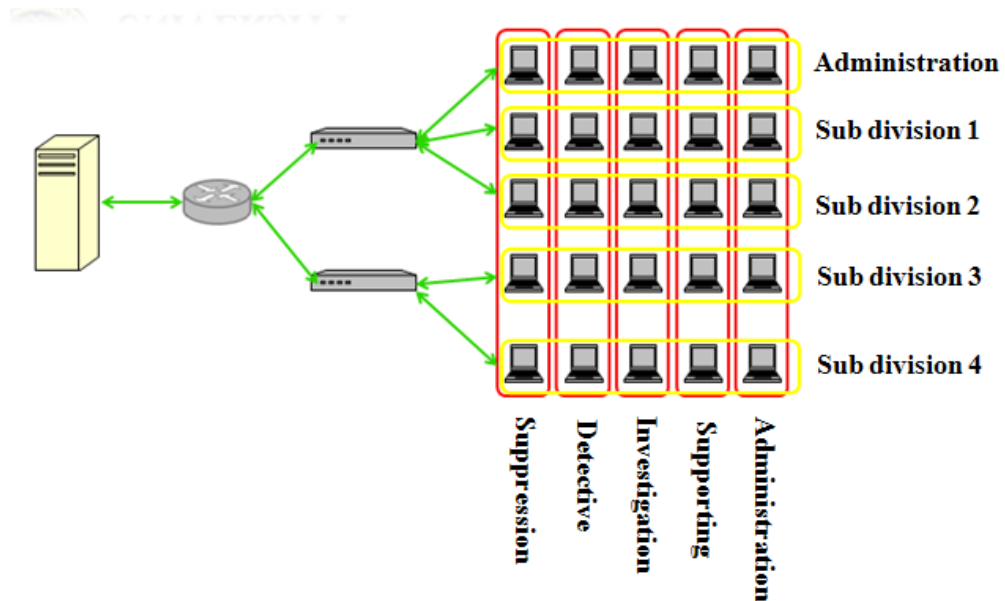 Administration
Sub division 1
Sub division 2
Sub division 3
Sub division 4
Suppression
Detective
Investigation
Supporting
Administration